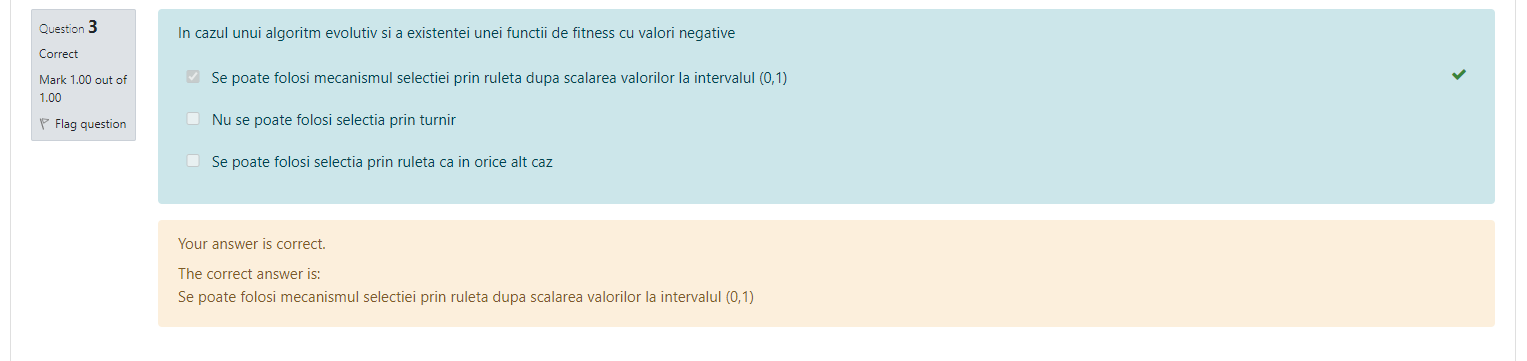 Question 3
Correct
Mark 1.00 out of
1.00
Flag question
In cazul unui algoritm evolutiv si a existentei unei functii de fitness cu valori negative
Se poate folosi mecanismul selectiei prin ruleta dupa scalarea valorilor la intervalul (0,1)
Nu se poate folosi selectia prin turnir
Se poate folosi selectia prin ruleta ca in orice alt caz
Your answer is correct.
The correct answer is:
Se poate folosi mecanismul selectiei prin ruleta dupa scalarea valorilor la intervalul (0,1)